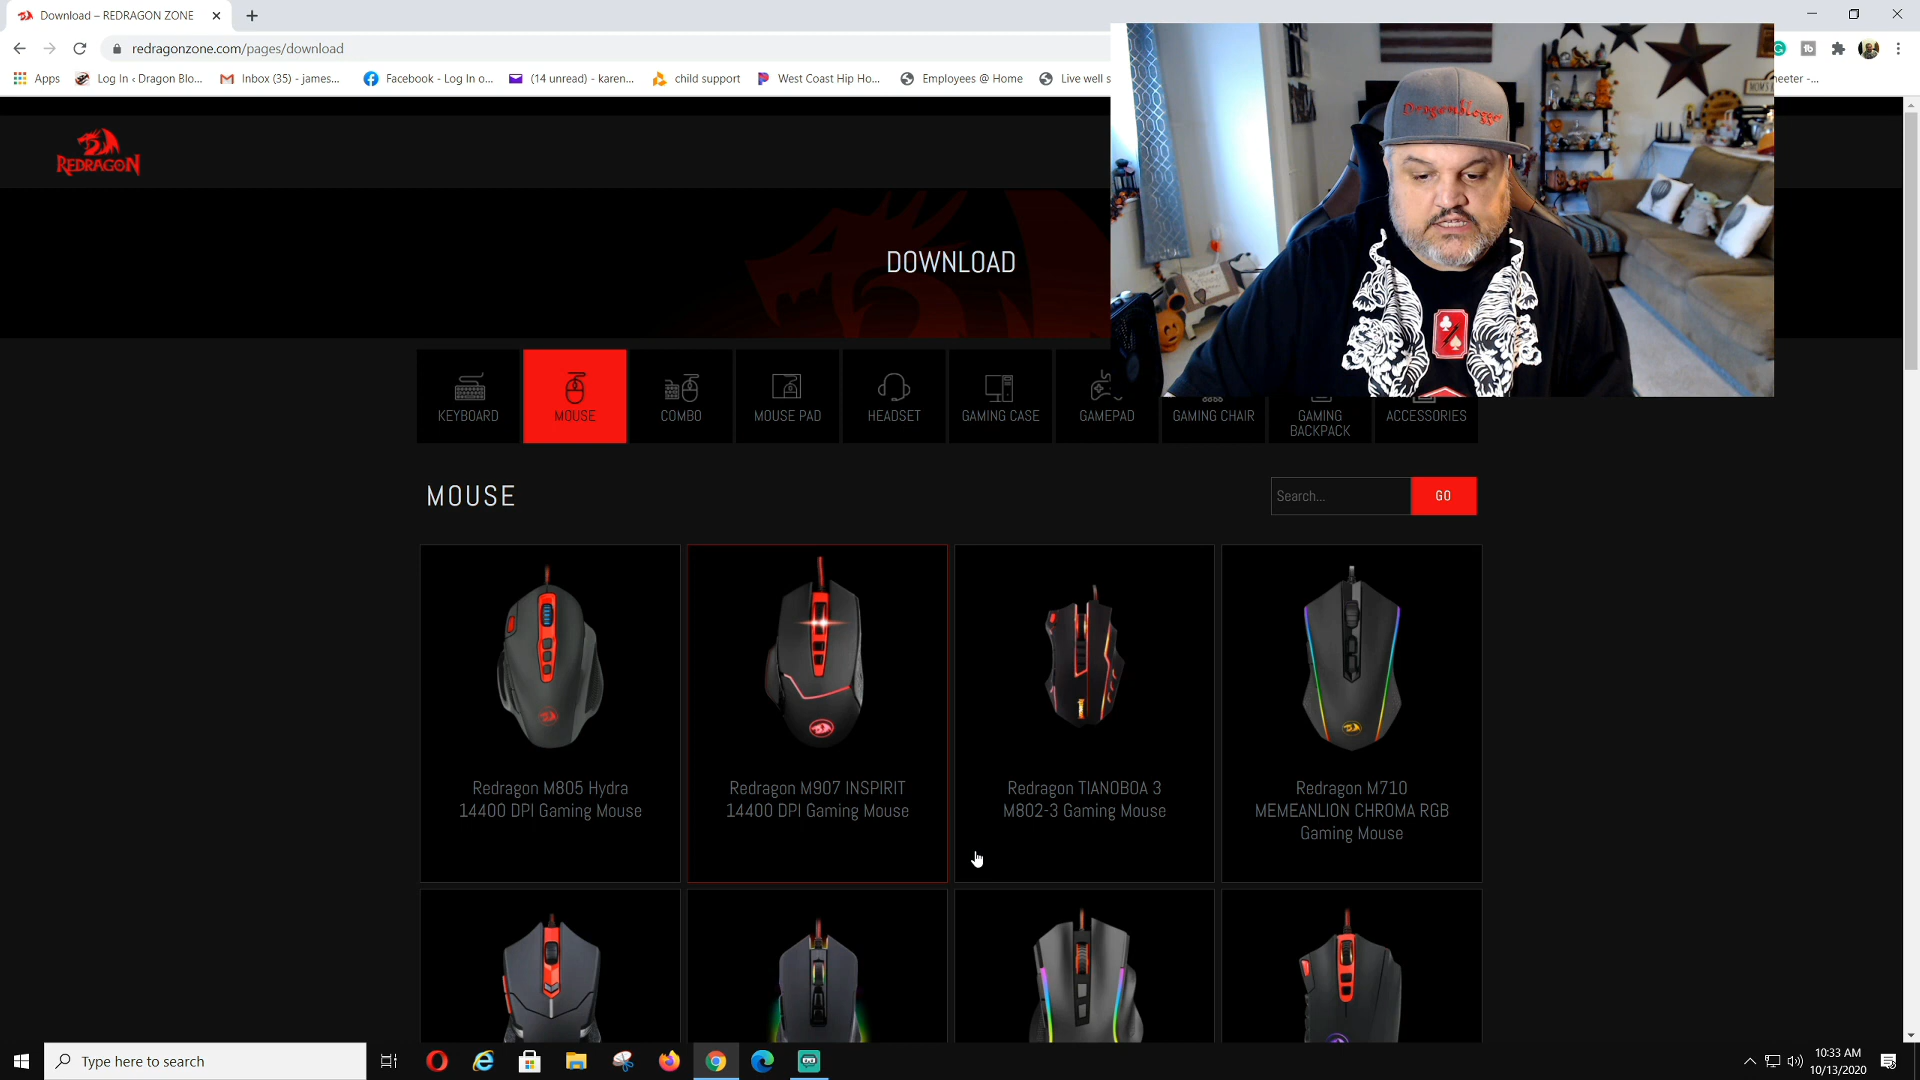 Download – REDRAGON ZONE
redragonzone.com/pages/download
Apps
Log In ‹ Dragon Blo...
Inbox (35) - james...
Facebook - Log In o...
(14 unread) - karen...
child support
West Coast Hip Ho...
Employees @ Home
Live well s
heeter -...
DragonBlogger
REDRAGON
DOWNLOAD
KEYBOARD
MOUSE
COMBO
MOUSE PAD
HEADSET
GAMING CASE
GAMEPAD
GAMING CHAIR
GAMING
BACKPACK
ACCESSORIES
MOUSE
Search...
GO
Redragon M805 Hydra
14400 DPI Gaming Mouse
Redragon M907 INSPIRIT
14400 DPI Gaming Mouse
Redragon TIANOBOA 3
M802-3 Gaming Mouse
Redragon M710
MEMEANLION CHROMA RGB
Gaming Mouse
Type here to search
10:33 AM
10/13/2020